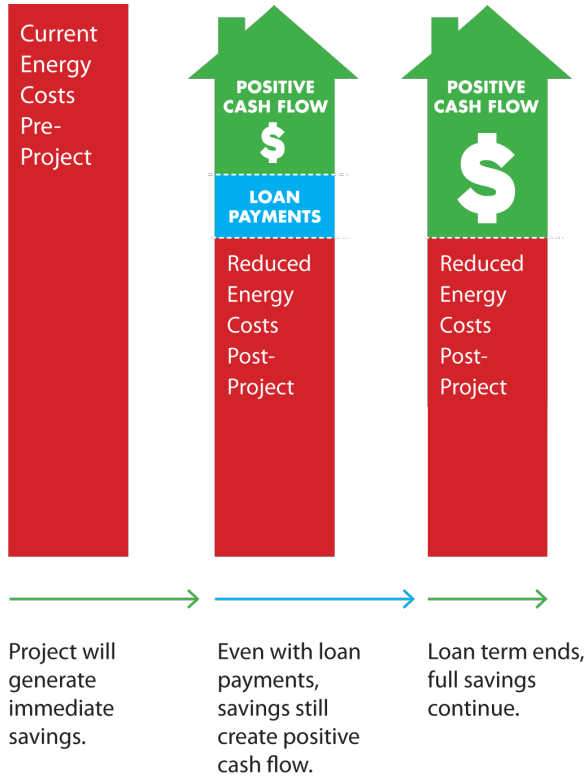 Current
Energy
Costs
Pre-
Project
POSITIVE
CASH FLOW
$
LOAN
PAYMENTS
Reduced
Energy
Costs
Post-
Project
POSITIVE
CASH FLOW
$
Reduced
Energy
Costs
Post-
Project
Project will
generate
immediate
savings.
Even with loan
payments,
savings still
create positive
cash flow.
Loan term ends,
full savings
continue.